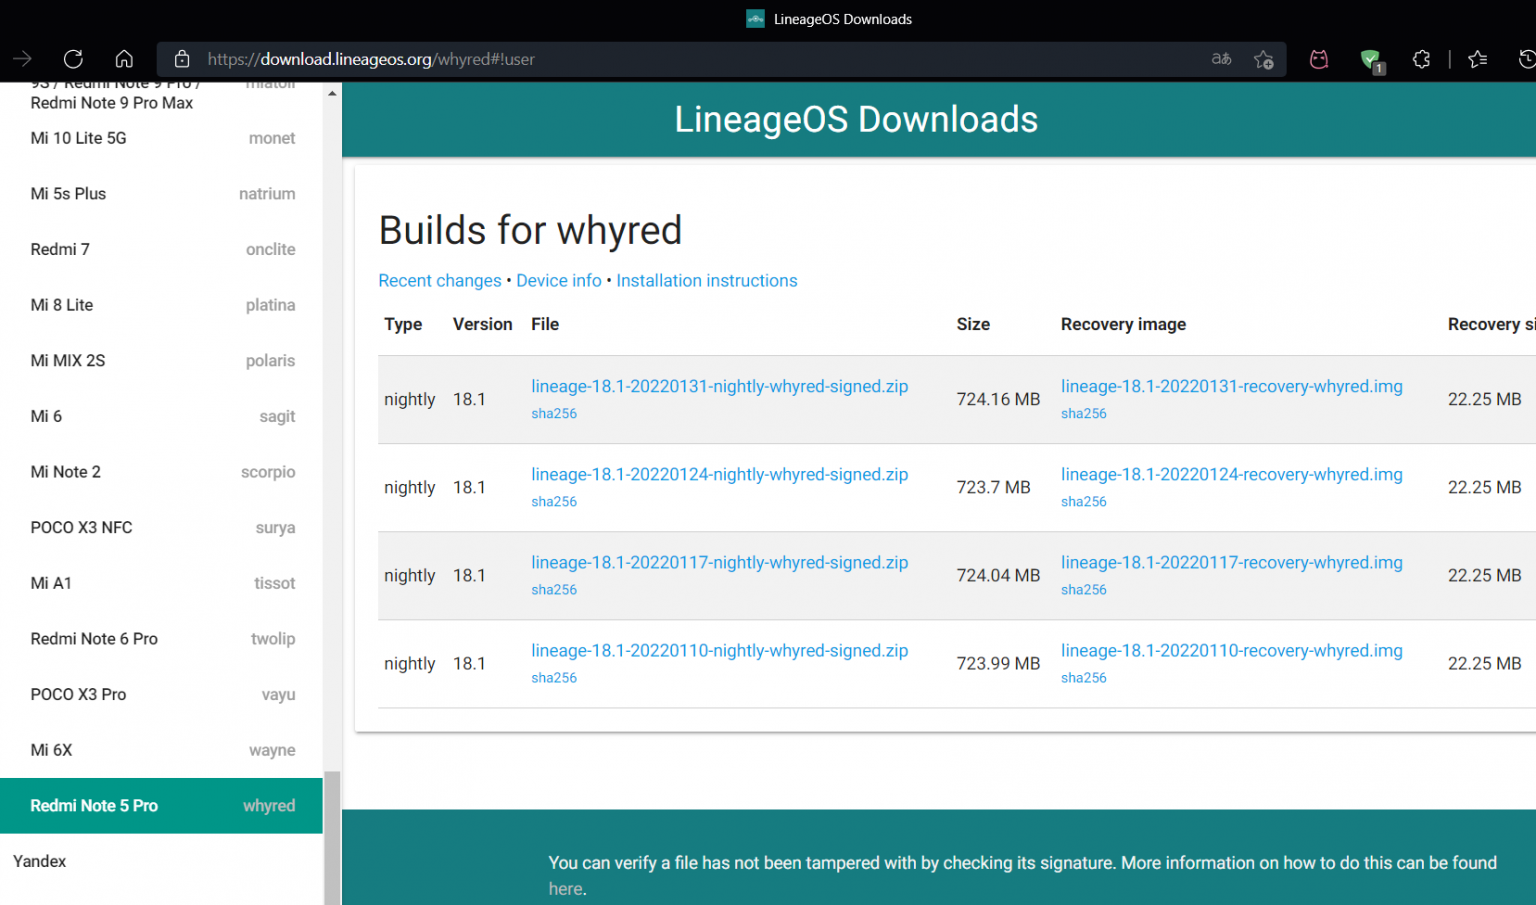 LineageOS Downloads
https://download.lineageos.org/whyred#!user
1
9S / Redmi Note 9 Pro / miatoll
Redmi Note 9 Pro Max
Mi 10 Lite 5G monet
Mi 5s Plus natrium
Redmi 7 onclite
Mi 8 Lite platina
Mi MIX 2S polaris
Mi 6 sagit
Mi Note 2 scorpio
POCO X3 NFC surya
Mi A1 tissot
Redmi Note 6 Pro twolip
POCO X3 Pro vayu
Mi 6X wayne
Redmi Note 5 Pro whyred
Yandex
LineageOS Downloads
Builds for whyred
Recent changes • Device info • Installation instructions
Type Version File Size Recovery image Recovery si
nightly 18.1 lineage-18.1-20220131-nightly-whyred-signed.zip 724.16 MB lineage-18.1-20220131-recovery-whyred.img 22.25 MB
sha256 sha256
nightly 18.1 lineage-18.1-20220124-nightly-whyred-signed.zip 723.7 MB lineage-18.1-20220124-recovery-whyred.img 22.25 MB
sha256 sha256
nightly 18.1 lineage-18.1-20220117-nightly-whyred-signed.zip 724.04 MB lineage-18.1-20220117-recovery-whyred.img 22.25 MB
sha256 sha256
nightly 18.1 lineage-18.1-20220110-nightly-whyred-signed.zip 723.99 MB lineage-18.1-20220110-recovery-whyred.img 22.25 MB
sha256 sha256
You can verify a file has not been tampered with by checking its signature. More information on how to do this can be found
here.